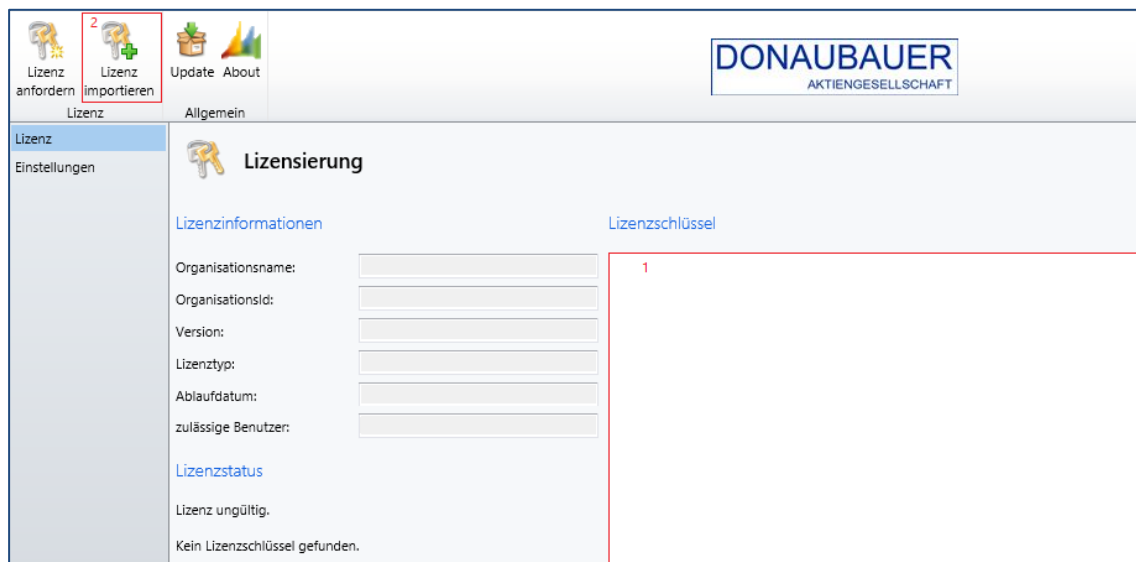 2
Lizenz anfordern
Lizenz importieren
Update
About
Lizenz
Allgemein
DONAUBAUER
AKTIENGESELLSCHAFT
Lizenz
Einstellungen
Lizensierung
Lizenzinformationen
Organisationsname:
OrganisationsId:
Version:
Lizenztyp:
Ablaufdatum:
zulässige Benutzer:
Lizenzstatus
Lizenz ungültig.
Kein Lizenzschlüssel gefunden.
Lizenzschlüssel
1